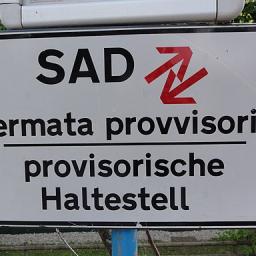 SAD
ermata provvisori
provisorische
Haltestell